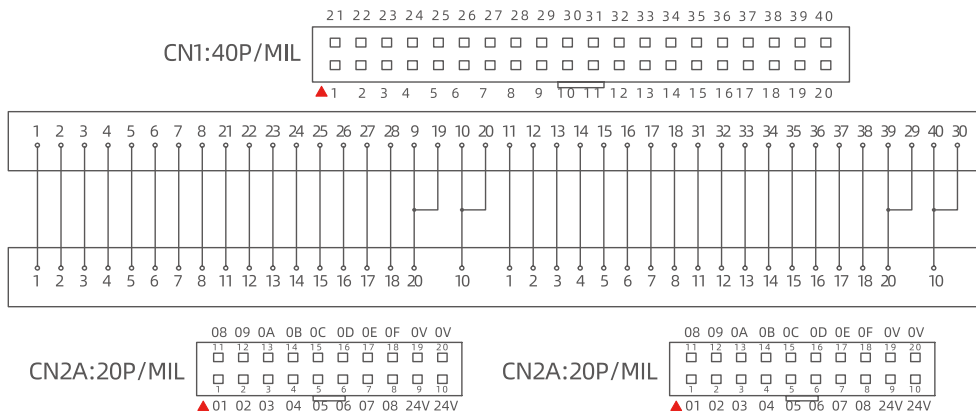 21 22 23 24 25 26 27 28 29 30 31 32 33 34 35 36 37 38 39 40
CN1:40P/MIL
1 2 3 4 5 6 7 8 9 10 11 12 13 14 15 16 17 18 19 20
1 2 3 4 5 6 7 8 21 22 23 24 25 26 27 28 9 19 10 20 11 12 13 14 15 16 17 18 31 32 33 34 35 36 37 38 39 29 40 30
1 2 3 4 5 6 7 8 11 12 13 14 15 16 17 18 20 10 1 2 3 4 5 6 7 8 11 12 13 14 15 16 17 18 20 10
08 09 0A 0B 0C 0D 0E 0F 0V 0V
11 12 13 14 15 16 17 18 19 20
CN2A:20P/MIL
1 2 3 4 5 6 7 8 9 10
01 02 03 04 05 06 07 08 24V 24V
08 09 0A 0B 0C 0D 0E 0F 0V 0V
11 12 13 14 15 16 17 18 19 20
CN2A:20P/MIL
1 2 3 4 5 6 7 8 9 10
01 02 03 04 05 06 07 08 24V 24V